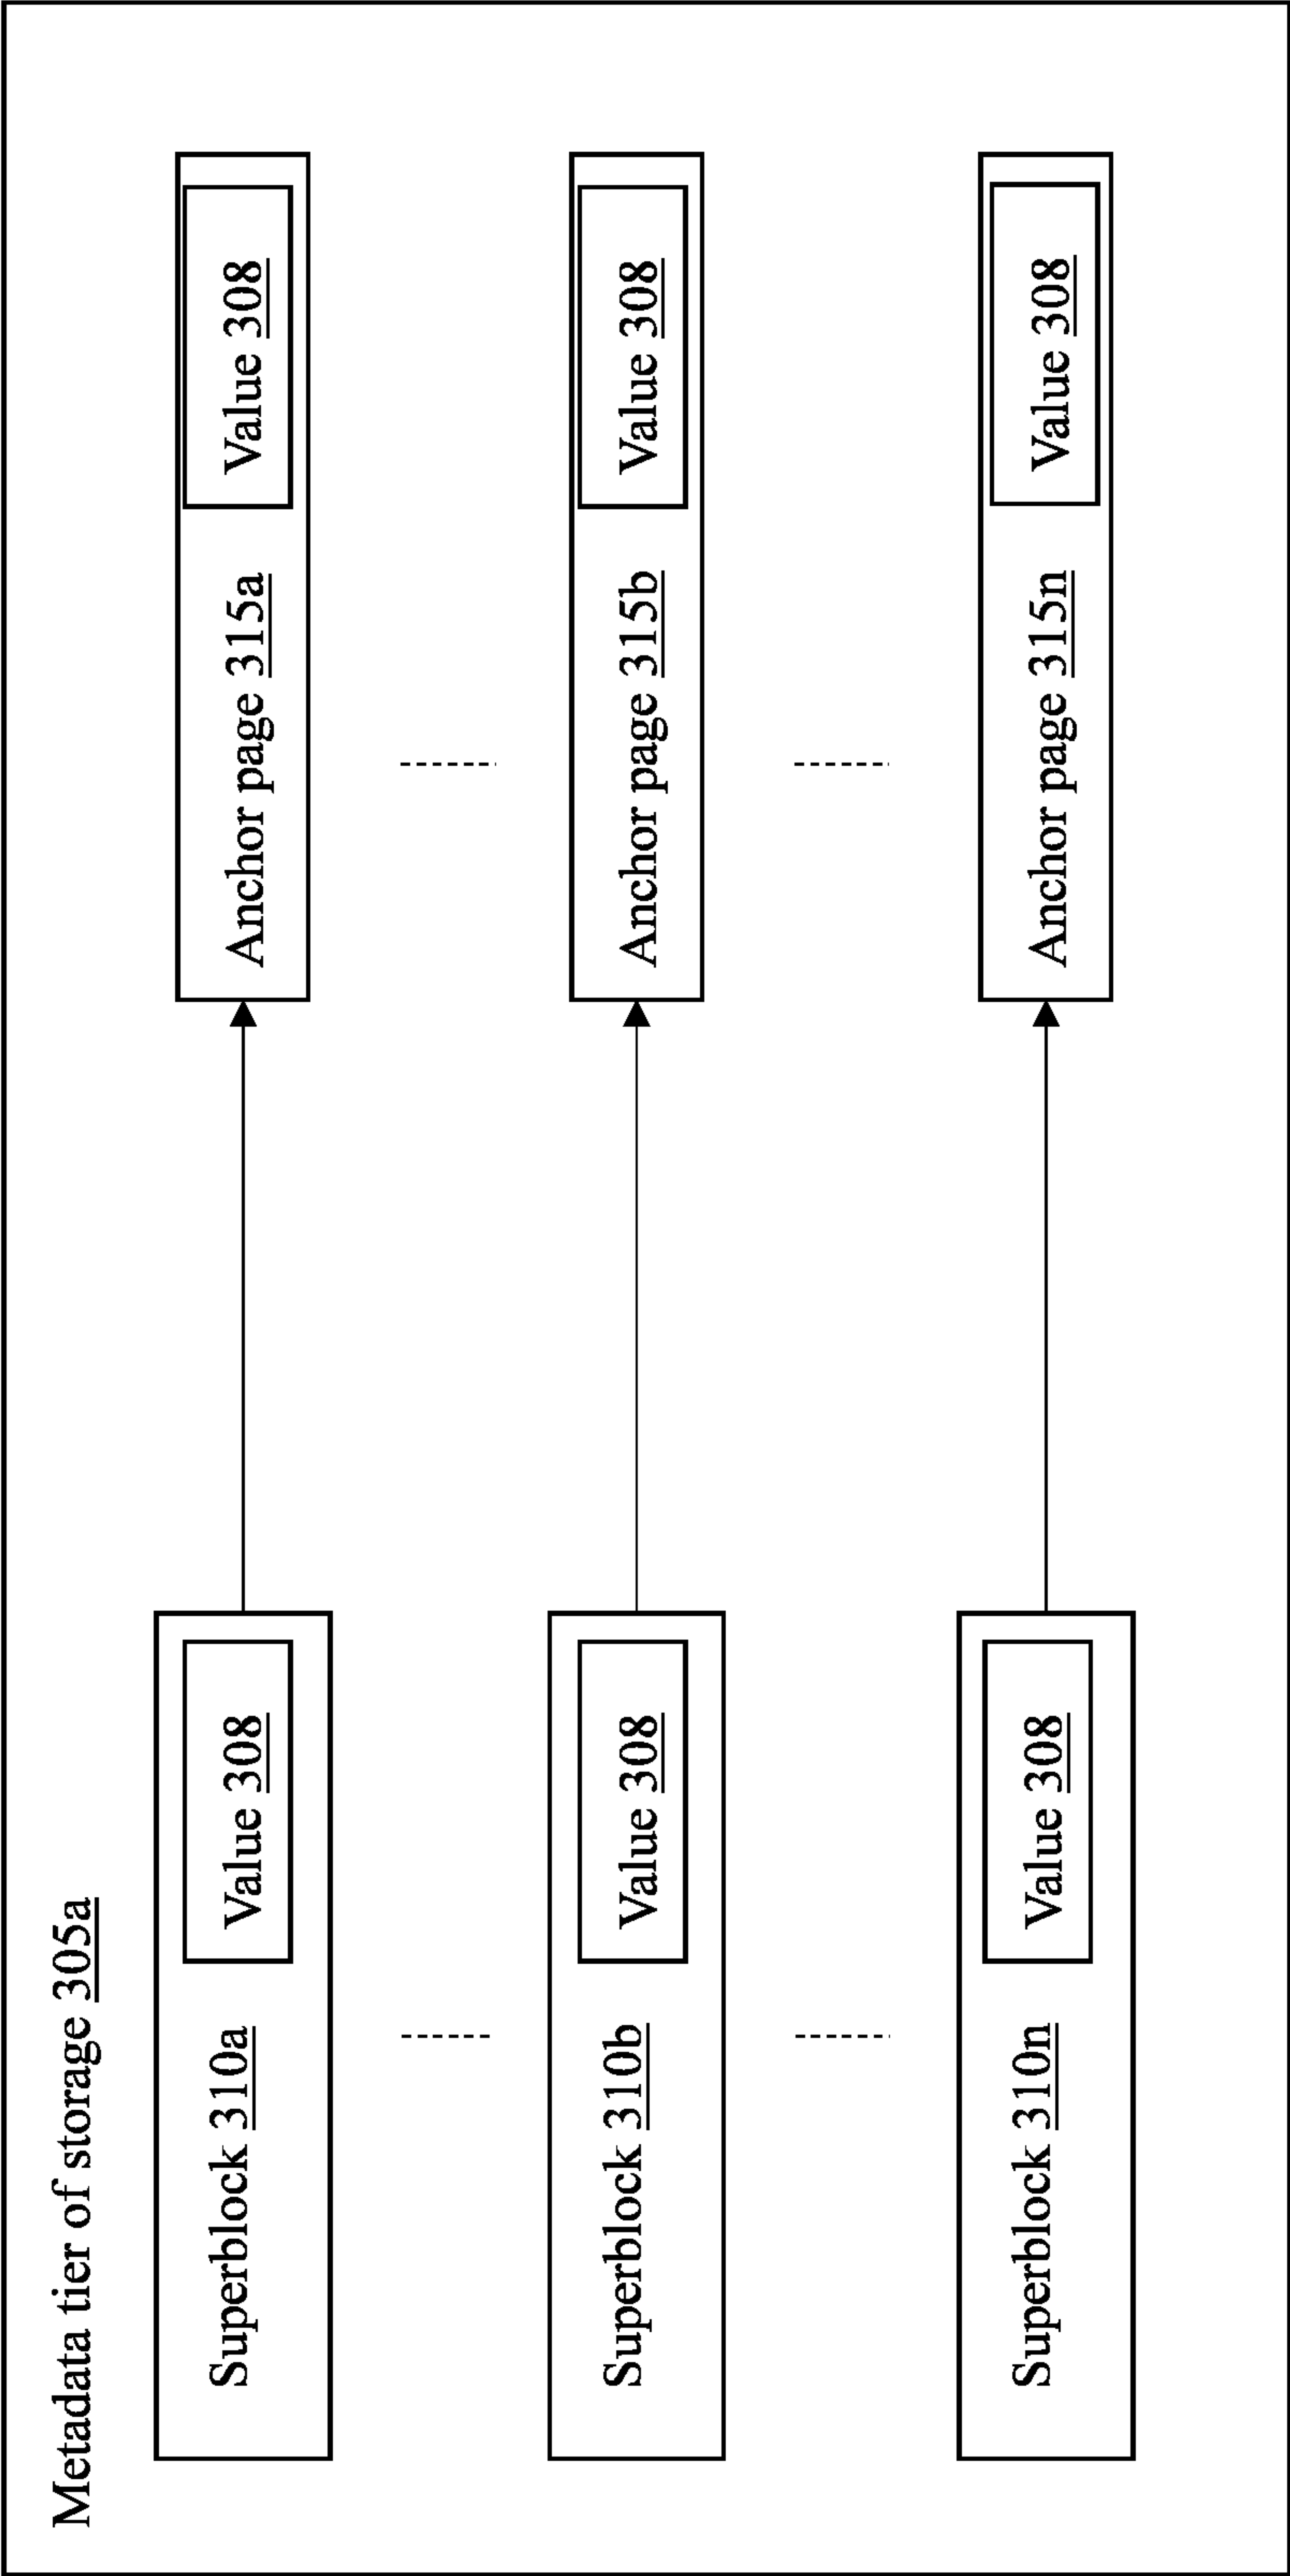 Metadata tier of storage 305a
Superblock 310a
Value 308
Anchor page 315a
Value 308
Superblock 310b
Value 308
Anchor page 315b
Value 308
Superblock 310n
Value 308
Anchor page 315n
Value 308